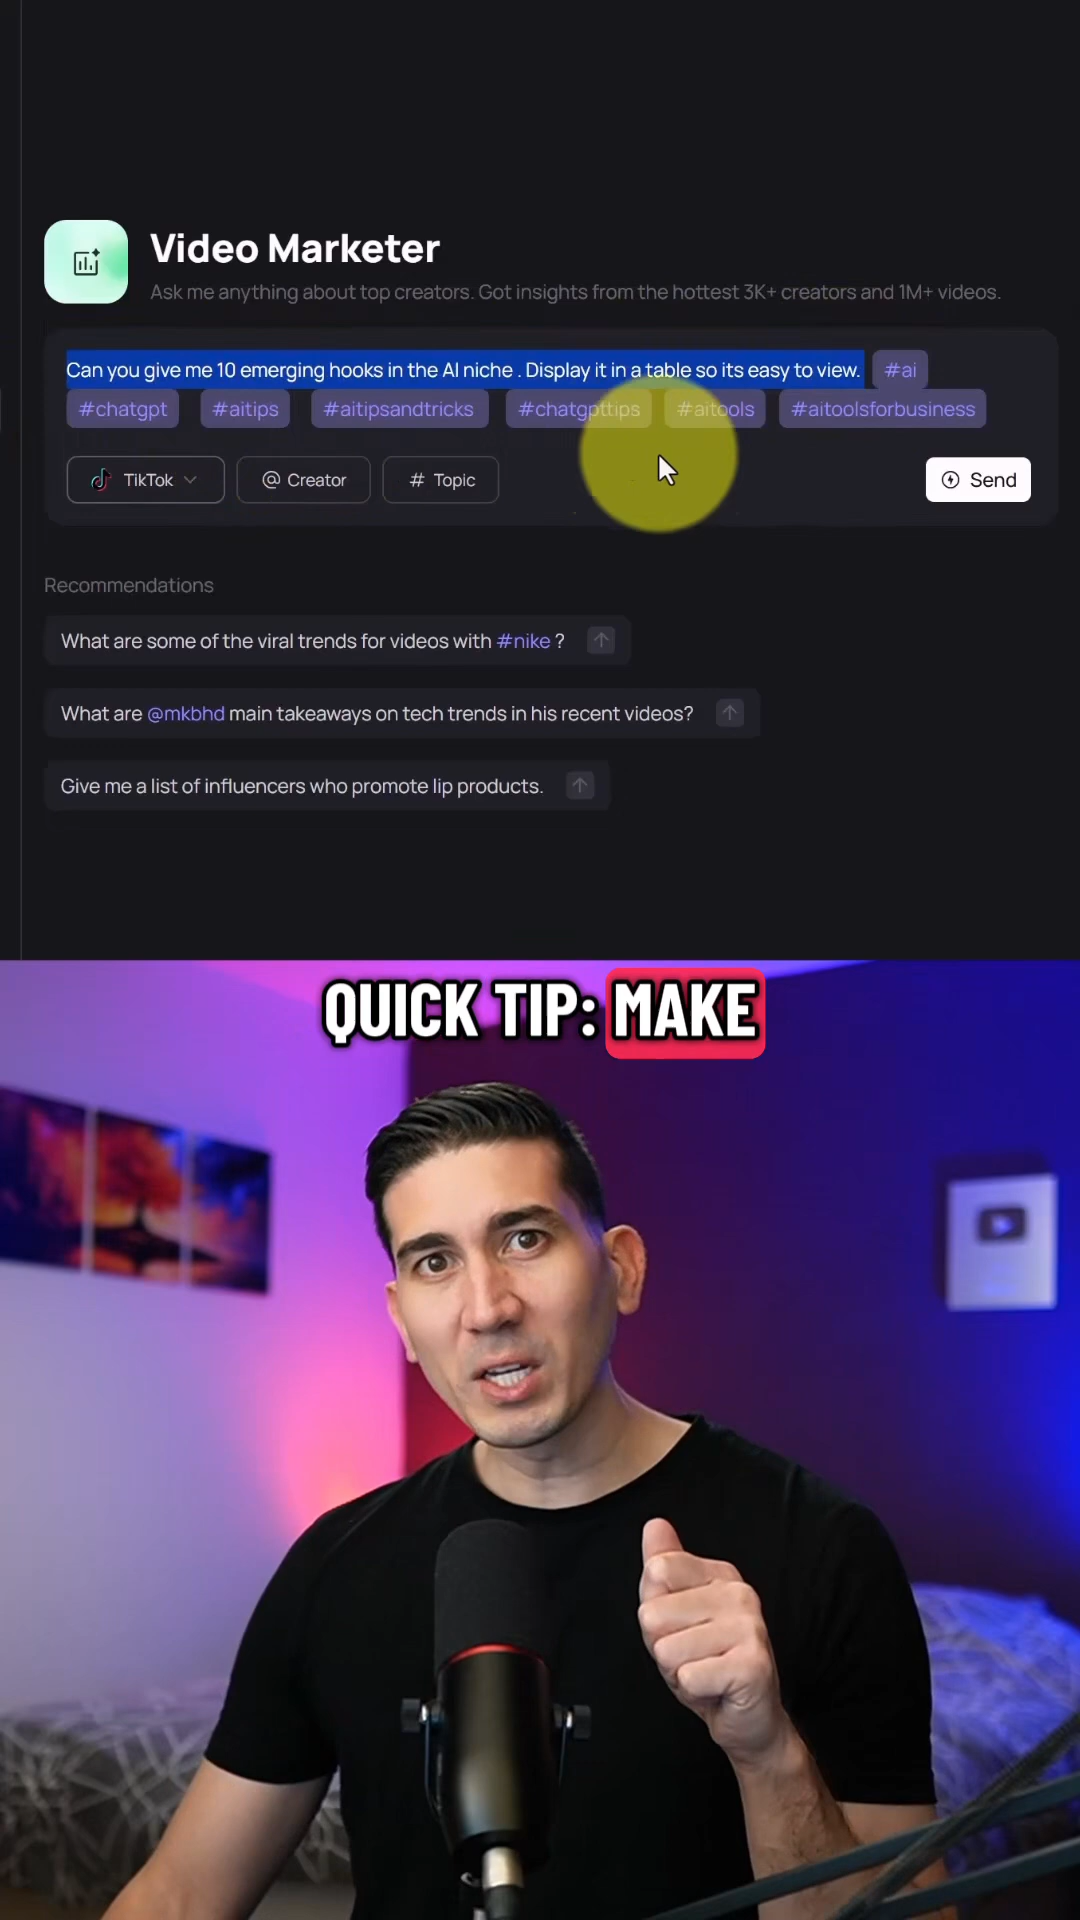 Video Marketer
Ask me anything about top creators. Got insights from the hottest 3K+ creators and 1M+ videos.
Can you give me 10 emerging hooks in the AI niche . Display it in a table so its easy to view. #ai
#chatgpt #aitips #aitipsandtricks #chatgpttips #aitools #aitoolsforbusiness
TikTok @ Creator # Topic Send
Recommendations
What are some of the viral trends for videos with #nike ?
What are @mkbhd main takeaways on tech trends in his recent videos?
Give me a list of influencers who promote lip products.
QUICK TIP: MAKE